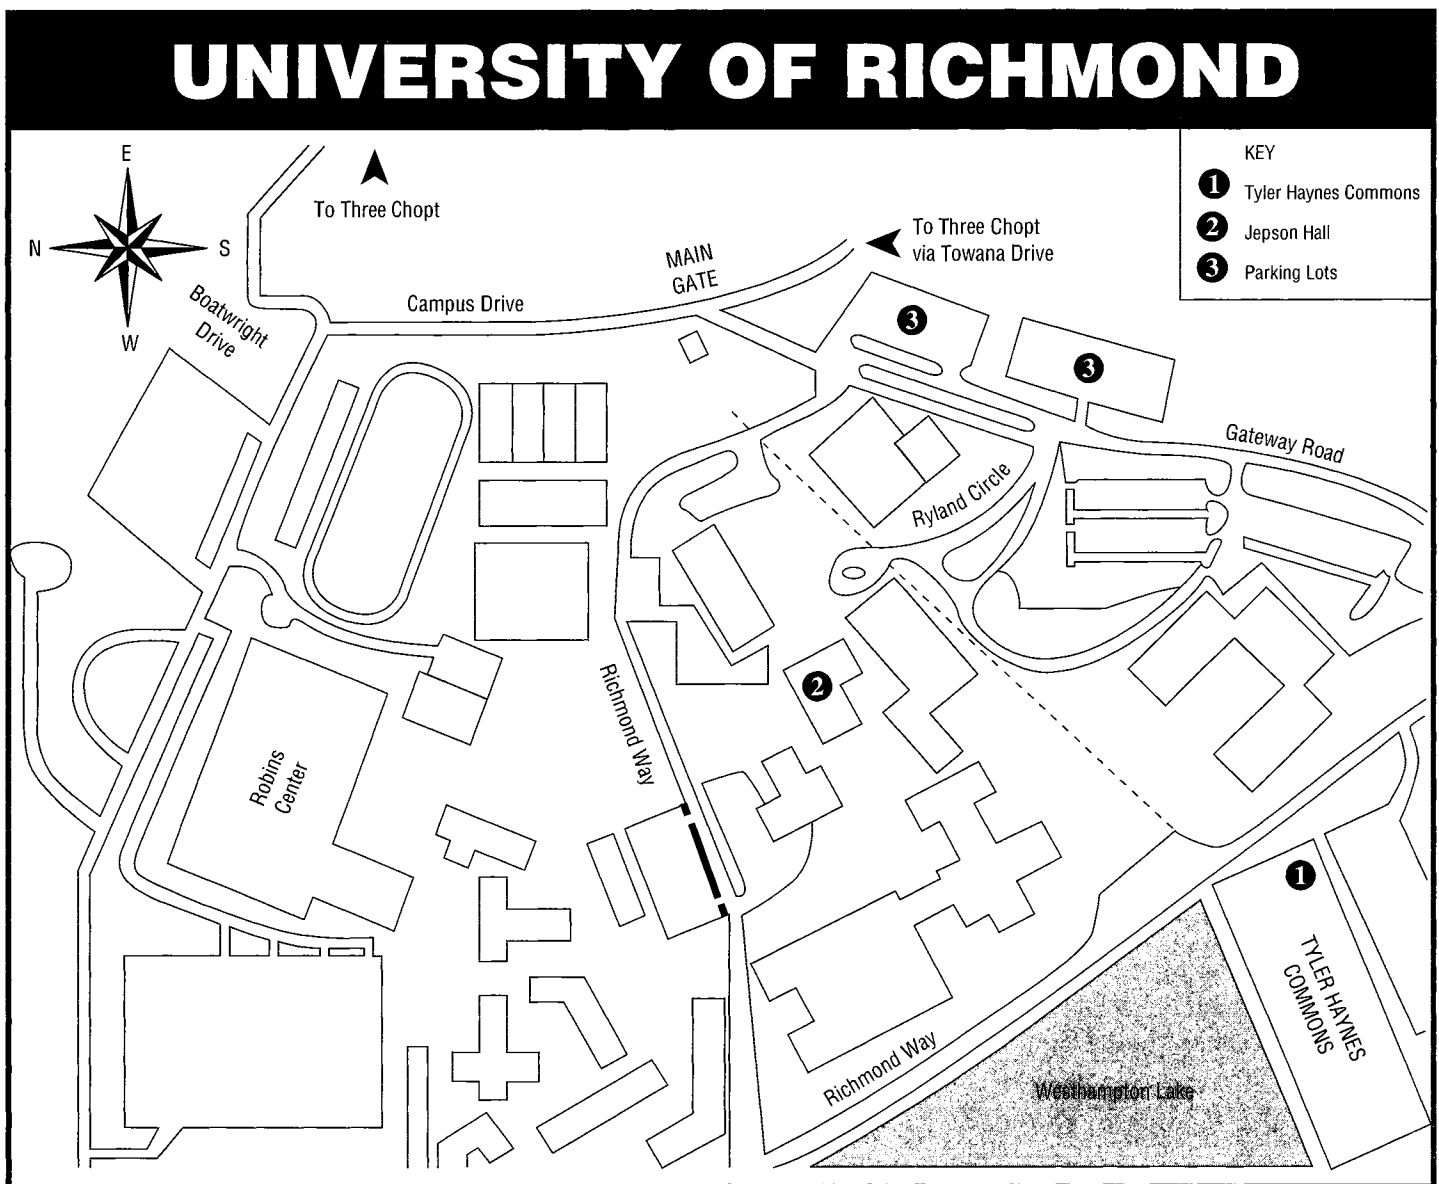 UNIVERSITY OF RICHMOND
E
N
S
W
To Three Chopt
To Three Chopt
via Towana Drive
KEY
1 Tyler Haynes Commons
2 Jepson Hall
3 Parking Lots
MAIN
GATE
Campus Drive
Boatwright
Drive
3
3
Gateway Road
Ryland Circle
Richmond Way
2
Robins
Center
1
TYLER HAYNES
COMMONS
Richmond Way
Westhampton Lake